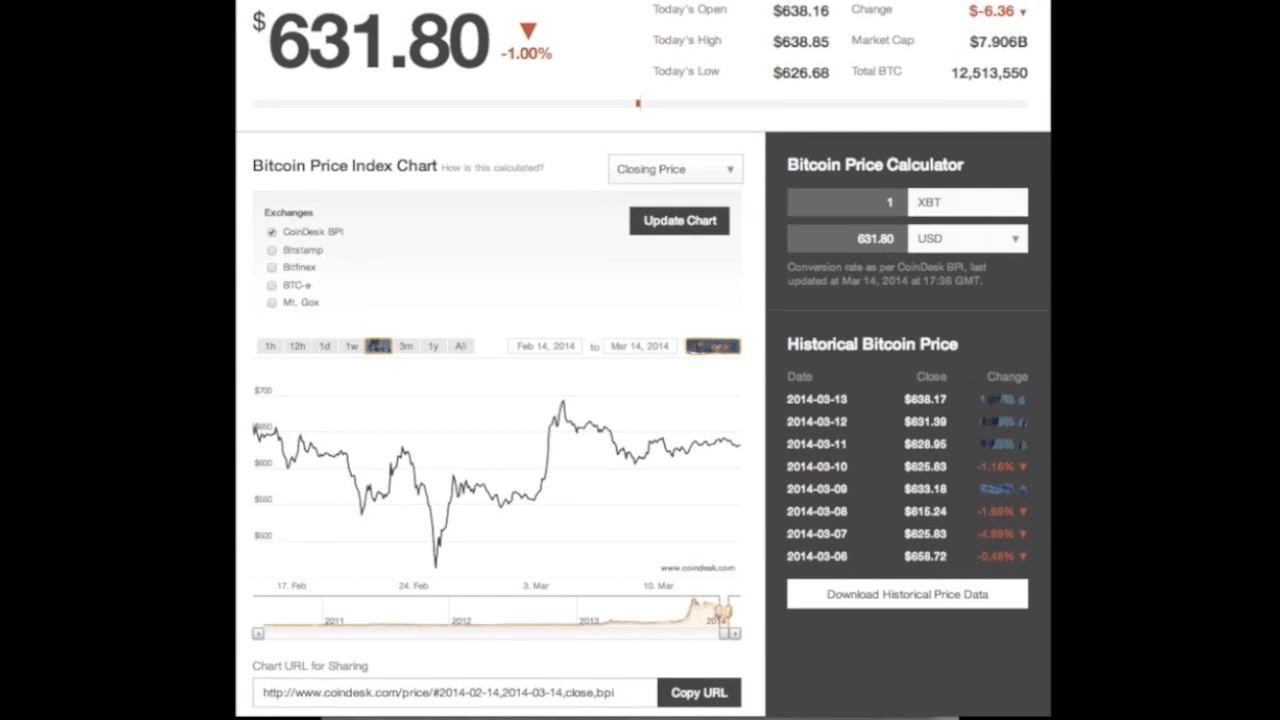 $631.80
-1.00%
Today's Open $638.16 Change $-6.36 ▼
Today's High $638.85 Market Cap $7.906B
Today's Low $626.68 Total BTC 12,513,550
Bitcoin Price Index Chart How is this calculated?
Closing Price ▼
Exchanges
CoinDesk BPI
Bitstamp
Bitfinex
BTC-e
Mt. Gox
Update Chart
1h 12h 1d 1w 3m 1y All Feb 14, 2014 to Mar 14, 2014
$700
$650
$600
$550
$500
www.coindesk.com
17. Feb 24. Feb 3. Mar 10. Mar
2011 2012 2013 2014
Chart URL for Sharing
http://www.coindesk.com/price/#2014-02-14,2014-03-14,close,bpi
Copy URL
Bitcoin Price Calculator
1 XBT
631.80 USD ▼
Conversion rate as per CoinDesk BPI, last
updated at Mar 14, 2014 at 17:36 GMT.
Historical Bitcoin Price
Date Close Change
2014-03-13 $638.17
2014-03-12 $631.39
2014-03-11 $628.95
2014-03-10 $625.83 -1.16% ▼
2014-03-09 $633.18
2014-03-08 $615.24 -1.69% ▼
2014-03-07 $625.83 -4.99% ▼
2014-03-06 $658.72 -0.48% ▼
Download Historical Price Data